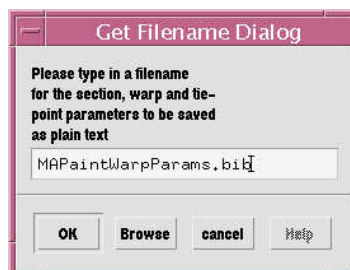 Get Filename Dialog
Please type in a filename
for the section, warp and tie-
point parameters to be saved
as plain text
MAPaintWarpParams.bib
OK Browse cancel Help